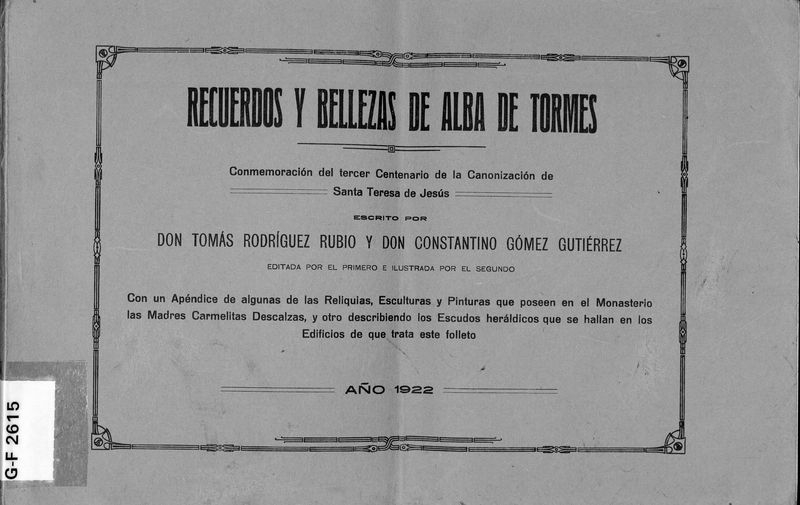 RECUERDOS Y BELLEZAS DE ALBA DE TORMES
Conmemoración del tercer Centenario de la Canonización de
Santa Teresa de Jesús
ESCRITO POR
DON TOMÁS RODRÍGUEZ RUBIO Y DON CONSTANTINO GÓMEZ GUTIÉRREZ
EDITADA POR EL PRIMERO E ILUSTRADA POR EL SEGUNDO
Con un Apéndice de algunas de las Reliquias, Esculturas y Pinturas que poseen en el Monasterio
las Madres Carmelitas Descalzas, y otro describiendo los Escudos heráldicos que se hallan en los
Edificios de que trata este folleto
AÑO 1922
G-F 2615